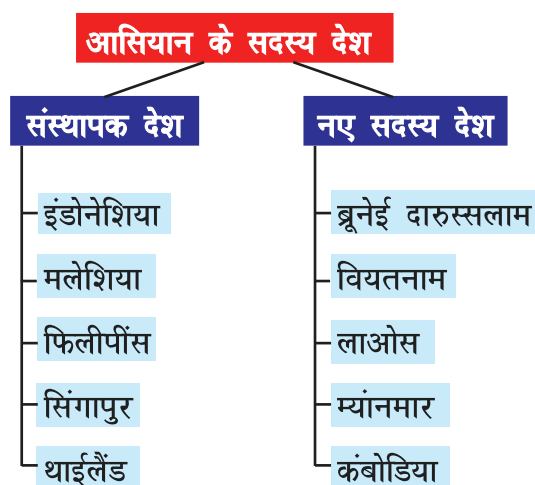 आसियान के सदस्य देश
संस्थापक देश
इंडोनेशिया
मलेशिया
फिलीपींस
सिंगापुर
थाईलैंड
नए सदस्य देश
ब्रूनेई दारुस्सलाम
वियतनाम
लाओस
म्यांनमार
कंबोडिया